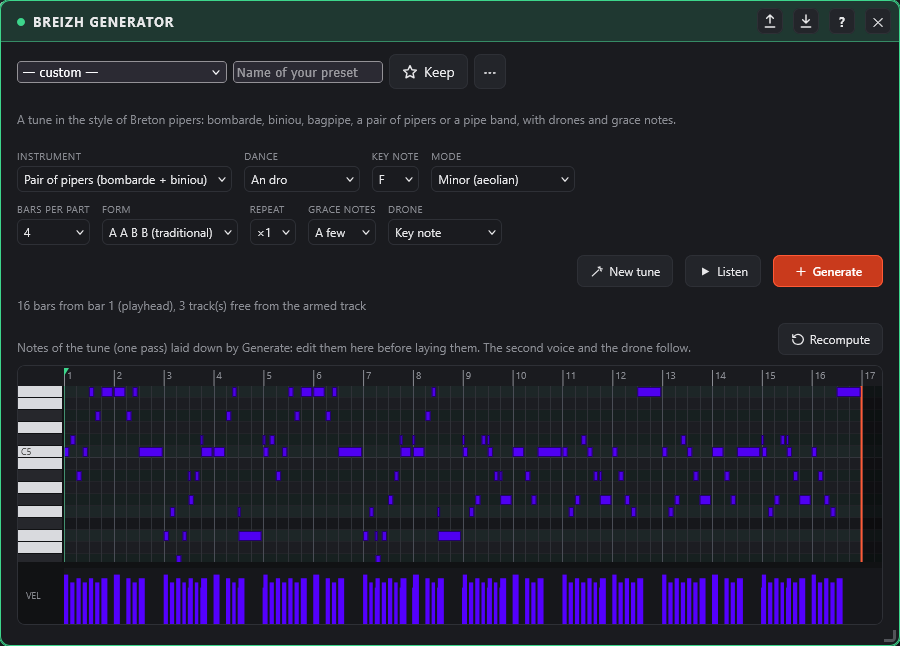 BREIZH GENERATOR ?
— custom — Name of your preset Keep ...
A tune in the style of Breton pipers: bombarde, biniou, bagpipe, a pair of pipers or a pipe band, with drones and grace notes.
INSTRUMENT DANCE KEY NOTE MODE
Pair of pipers (bombarde + biniou) An dro F Minor (aeolian)
BARS PER PART FORM REPEAT GRACE NOTES DRONE
4 A A B B (traditional) ×1 A few Key note
New tune Listen + Generate
16 bars from bar 1 (playhead), 3 track(s) free from the armed track
Recompute
Notes of the tune (one pass) laid down by Generate: edit them here before laying them. The second voice and the drone follow.
1 2 3 4 5 6 7 8 9 10 11 12 13 14 15 16 17
C5
VEL